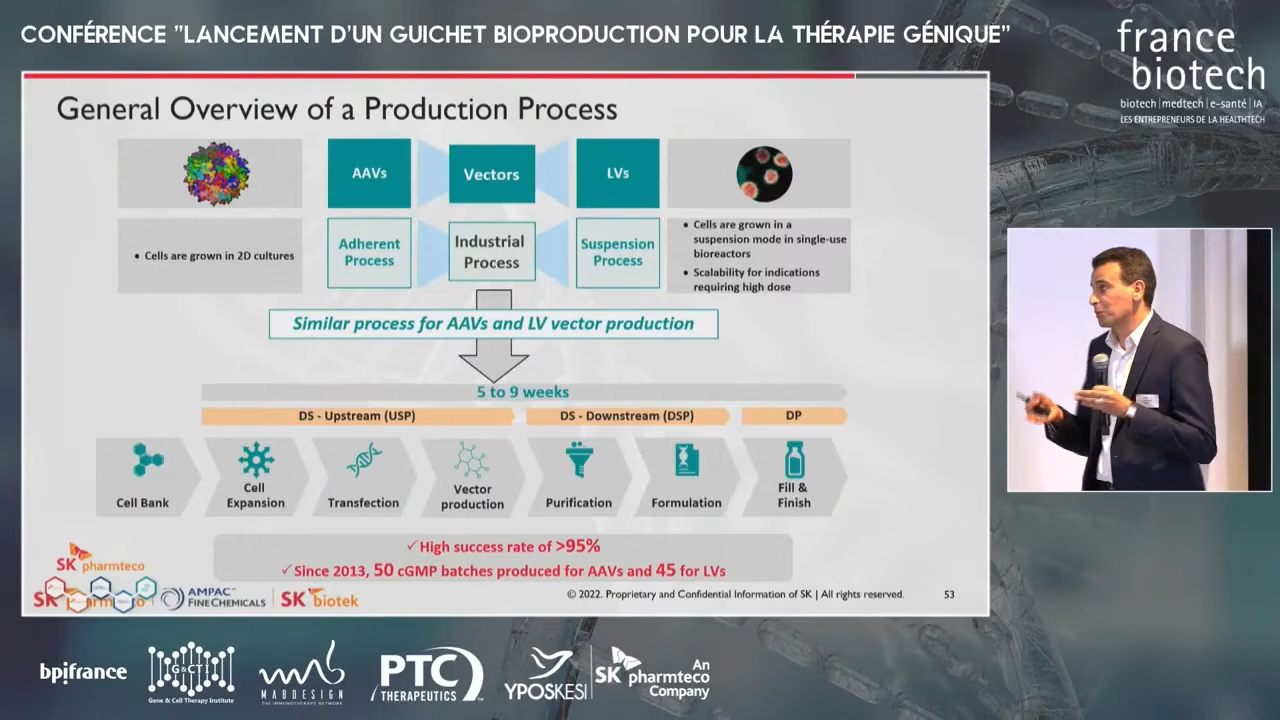 CONFÉRENCE "LANCEMENT D'UN GUICHET BIOPRODUCTION POUR LA THÉRAPIE GÉNIQUE"
france
biotech
biotech | medtech | e-santé | IA
LES ENTREPRENEURS DE LA HEALTHTECH
General Overview of a Production Process
AAVs
Vectors
LVs
• Cells are grown in 2D cultures
Adherent
Process
Industrial
Process
Suspension
Process
• Cells are grown in a
suspension mode in single-use
bioreactors
• Scalability for indications
requiring high dose
Similar process for AAVs and LV vector production
5 to 9 weeks
DS - Upstream (USP)
DS - Downstream (DSP)
DP
Cell Bank
Cell
Expansion
Transfection
Vector
production
Purification
Formulation
Fill &
Finish
✓High success rate of >95%
✓Since 2013, 50 cGMP batches produced for AAVs and 45 for LVs
SK pharmteco
SK pharmteco
AMPAC™
FINE CHEMICALS
SK biotek
© 2022. Proprietary and Confidential Information of SK | All rights reserved.
53
bpifrance
G&CTI
Gene & Cell Therapy Institute
MABDESIGN
THE IMMUNOTHERAPY NETWORK
PTC
THERAPEUTICS
YPOSKESI
SK pharmteco
An
Company